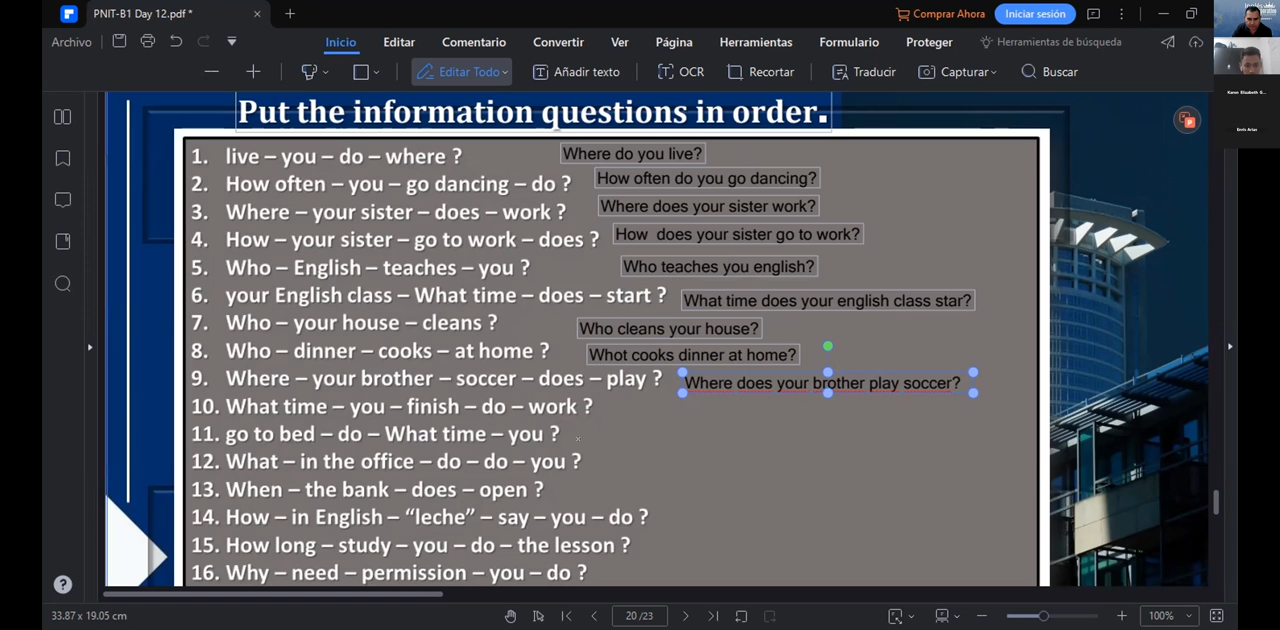 PNIT-B1 Day 12.pdf *
Comprar Ahora
Iniciar sesión
Archivo
Inicio
Editar
Comentario
Convertir
Ver
Página
Herramientas
Formulario
Proteger
Herramientas de búsqueda
Editar Todo
Añadir texto
OCR
Recortar
Traducir
Capturar
Buscar
Put the information questions in order.
1. live – you – do – where ? Where do you live?
2. How often – you – go dancing – do ? How often do you go dancing?
3. Where – your sister – does – work ? Where does your sister work?
4. How – your sister – go to work – does ? How does your sister go to work?
5. Who – English – teaches – you ? Who teaches you english?
6. your English class – What time – does – start ? What time does your english class star?
7. Who – your house – cleans ? Who cleans your house?
8. Who – dinner – cooks – at home ? Whot cooks dinner at home?
9. Where – your brother – soccer – does – play ? Where does your brother play soccer?
10. What time – you – finish – do – work ?
11. go to bed – do – What time – you ?
12. What – in the office – do – do – you ?
13. When – the bank – does – open ?
14. How – in English – “leche” – say – you – do ?
15. How long – study – you – do – the lesson ?
16. Why – need – permission – you – do ?
33.87 x 19.05 cm
20 /23
100%